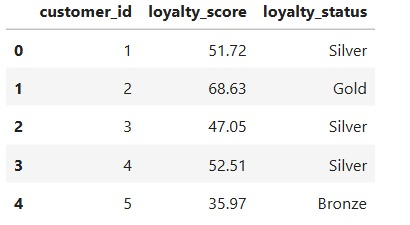 customer_id loyalty_score loyalty_status
0 1 51.72 Silver
1 2 68.63 Gold
2 3 47.05 Silver
3 4 52.51 Silver
4 5 35.97 Bronze